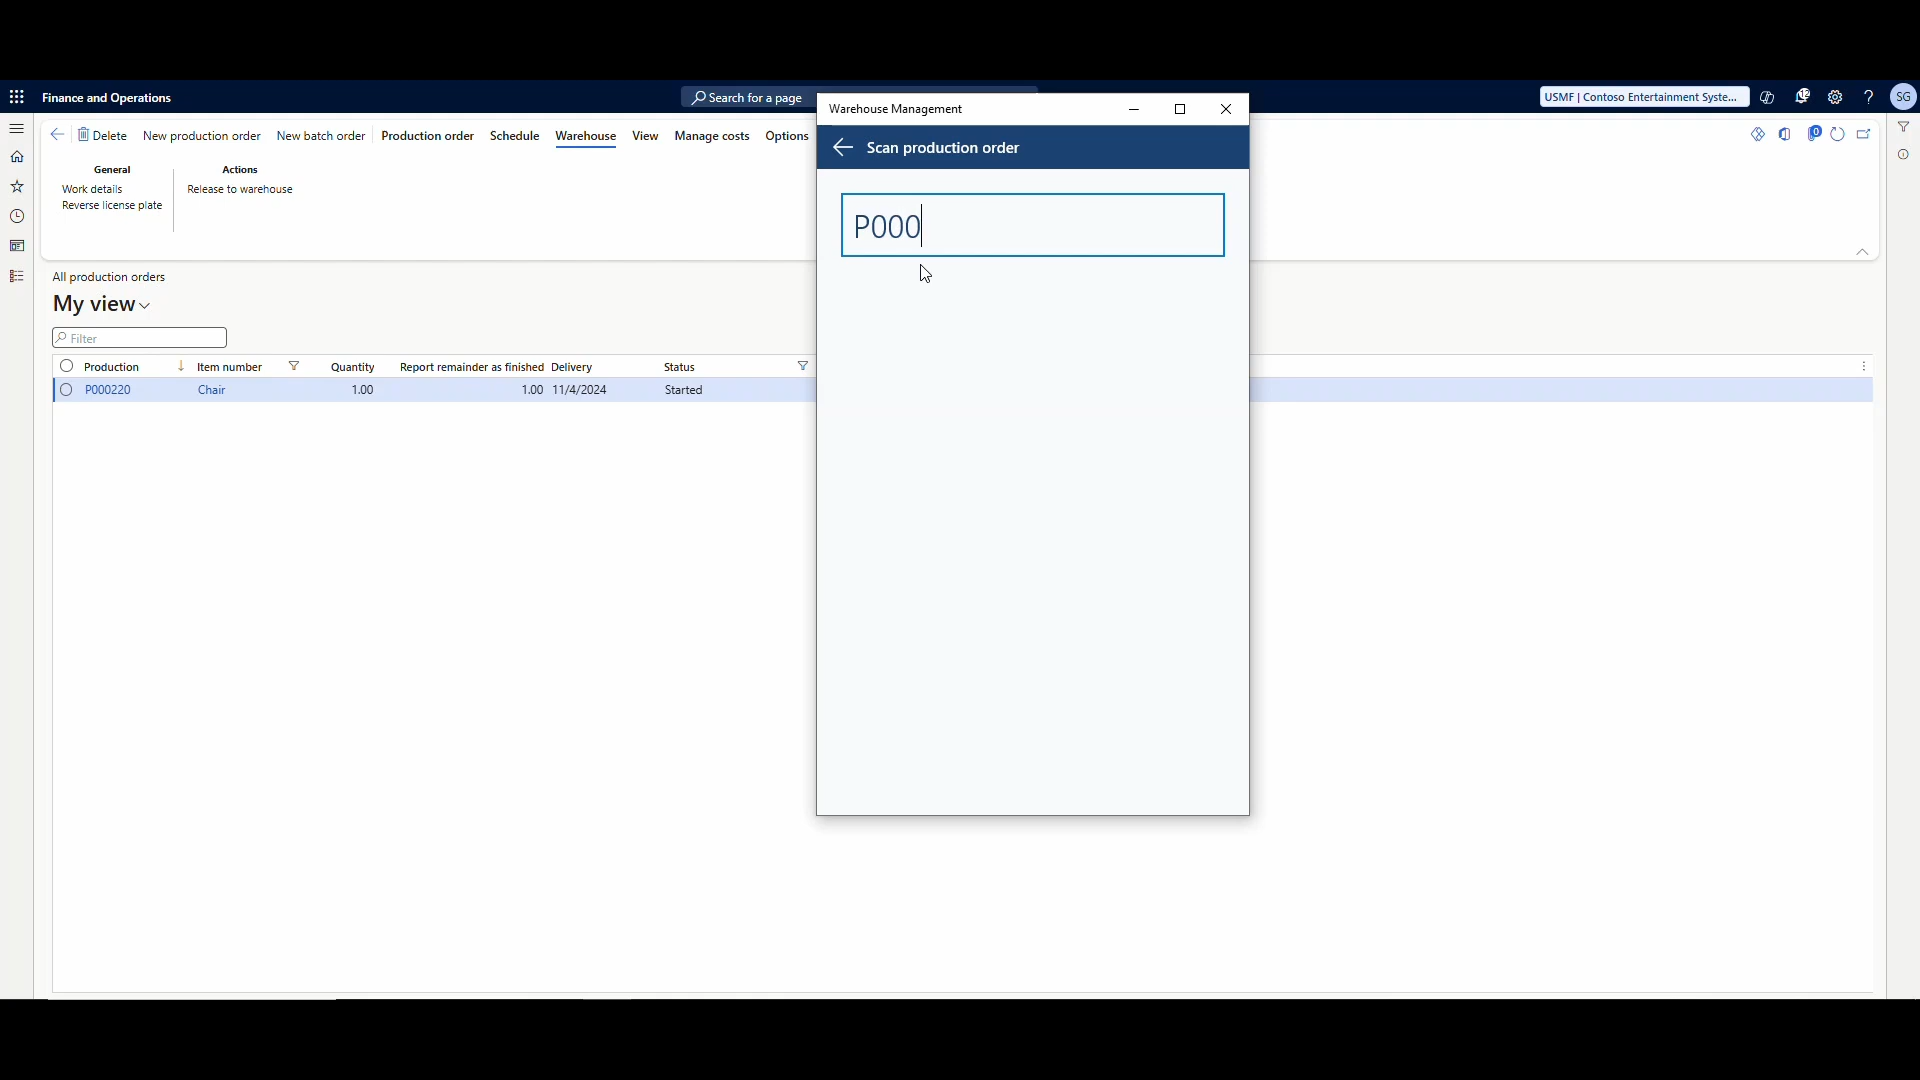 Finance and Operations
Search for a page
USMF | Contoso Entertainment Syste...
12
SG
Delete
New production order
New batch order
Production order
Schedule
Warehouse
View
Manage costs
Options
0
General
Work details
Reverse license plate
Actions
Release to warehouse
All production orders
My view
Filter
Production Item number Quantity Report remainder as finished Delivery Status
P000220 Chair 1.00 1.00 11/4/2024 Started
Warehouse Management
Scan production order
P000